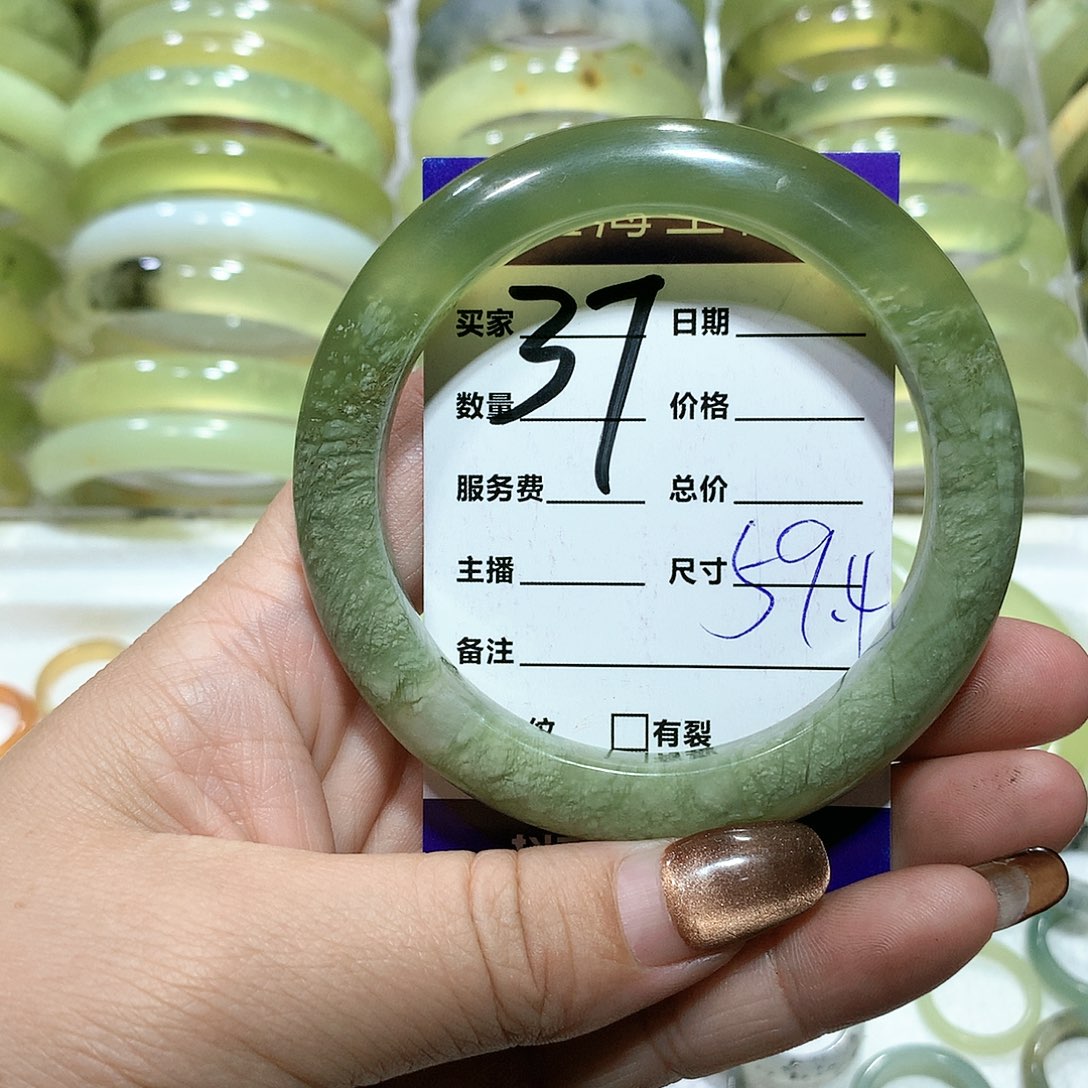 37
买家 日期
数量 价格
服务费 总价
主播 尺寸 59.4
备注
纹 □有裂